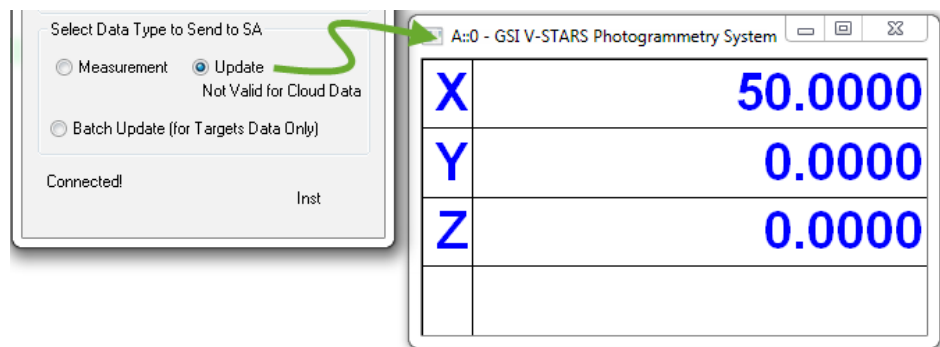 Select Data Type to Send to SA
Measurement Update
Not Valid for Cloud Data
Batch Update (for Targets Data Only)
Connected!
Inst
A::0 - GSI V-STARS Photogrammetry System
X 50.0000
Y 0.0000
Z 0.0000